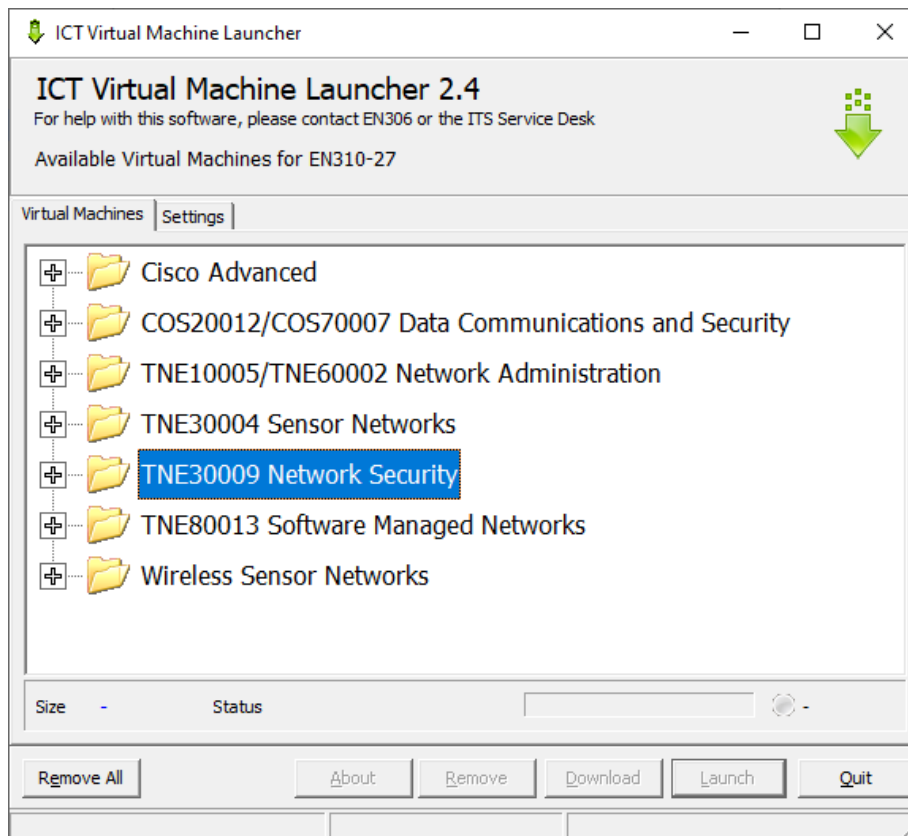 ICT Virtual Machine Launcher
ICT Virtual Machine Launcher 2.4
For help with this software, please contact EN306 or the ITS Service Desk
Available Virtual Machines for EN310-27
Virtual Machines Settings
Cisco Advanced
COS20012/COS70007 Data Communications and Security
TNE10005/TNE60002 Network Administration
TNE30004 Sensor Networks
TNE30009 Network Security
TNE80013 Software Managed Networks
Wireless Sensor Networks
Size - Status -
Remove All About Remove Download Launch Quit